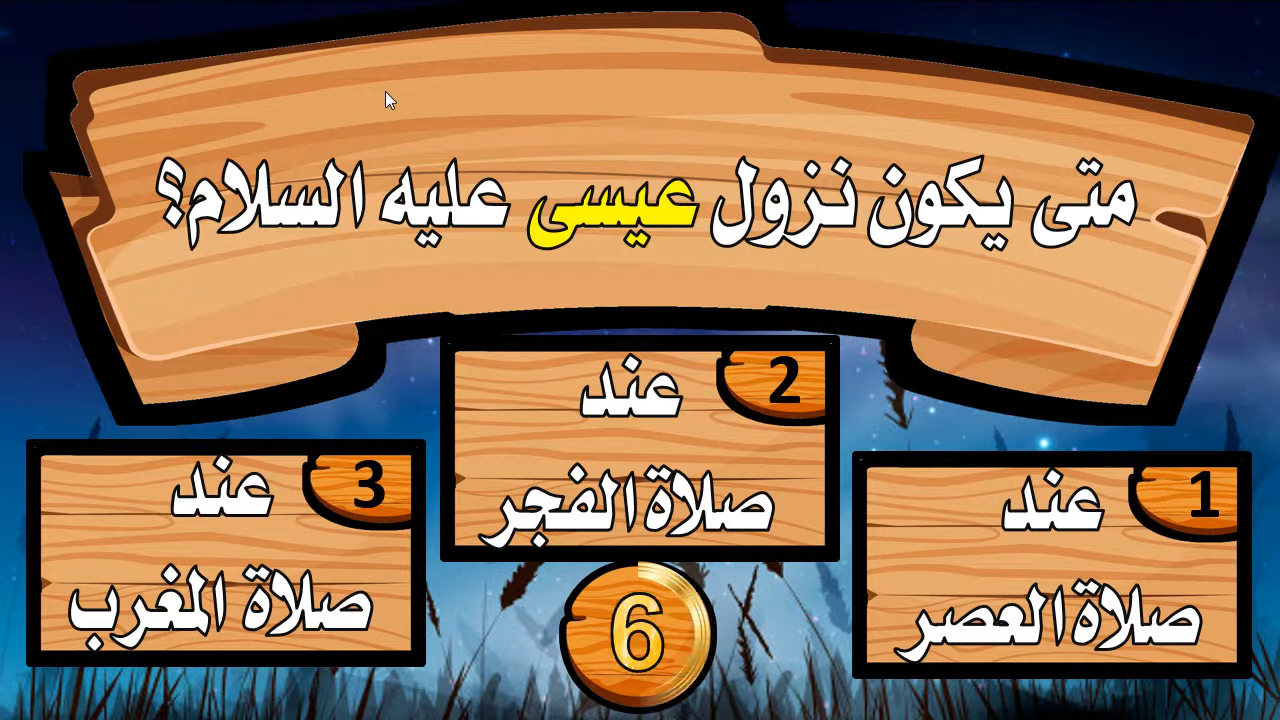 متى يكون نزول عيسى عليه السلام؟
1
عند
صلاة العصر
2
عند
صلاة الفجر
3
عند
صلاة المغرب
6